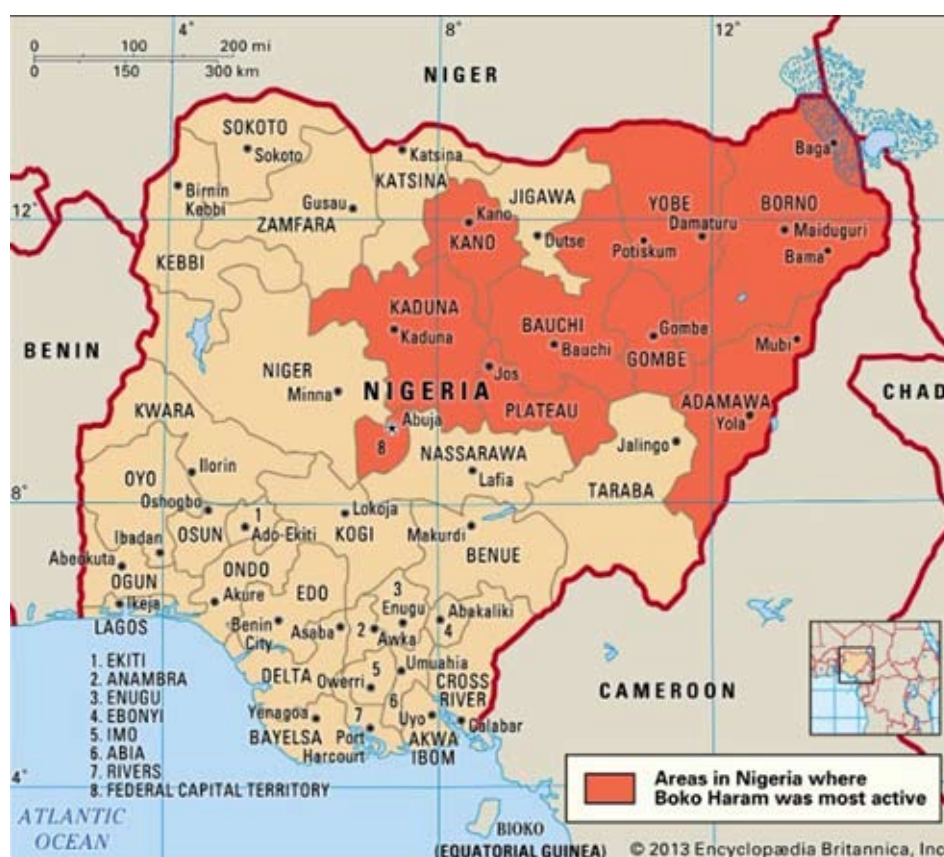 4°
8°
12°
0 100 200 mi
0 150 300 km
NIGER
SOKOTO
Sokoto
Katsina
KATSINA
Birnin
Kebbi
Gusau
ZAMFARA
JIGAWA
Baga
12°
Kano
KANO
Dutse
YOBE
Damaturu
Potiskum
BORNO
Maiduguri
Bama
KEBBI
KADUNA
Kaduna
BAUCHI
Bauchi
Gombe
GOMBE
Mubi
BENIN
NIGER
Minna
NIGERIA
Jos
PLATEAU
ADAMAWA
Yola
CHAD
KWARA
Abuja
8
NASSARAWA
Lafia
Jalingo
TARABA
8°
OYO
Ilorin
Oshogbo
OSUN
1
Ado-Ekiti
Lokoja
KOGI
Makurdi
BENUE
Ibadan
Abeokuta
OGUN
Ikeja
LAGOS
ONDO
Akure
EDO
Benin
City
Asaba
2
Awka
3
Enugu
Abakaliki
4
DELTA
Owerri
5
Umuahia
6
CROSS
RIVER
Yenagoa
BAYELSA
7
Port
Harcourt
Uyo
AKWA
IBOM
Calabar
CAMEROON
1. EKITI
2. ANAMBRA
3. ENUGU
4. EBONYI
5. IMO
6. ABIA
7. RIVERS
8. FEDERAL CAPITAL TERRITORY
4°
ATLANTIC
OCEAN
BIOKO
(EQUATORIAL GUINEA)
Areas in Nigeria where
Boko Haram was most active
© 2013 Encyclopædia Britannica, Inc